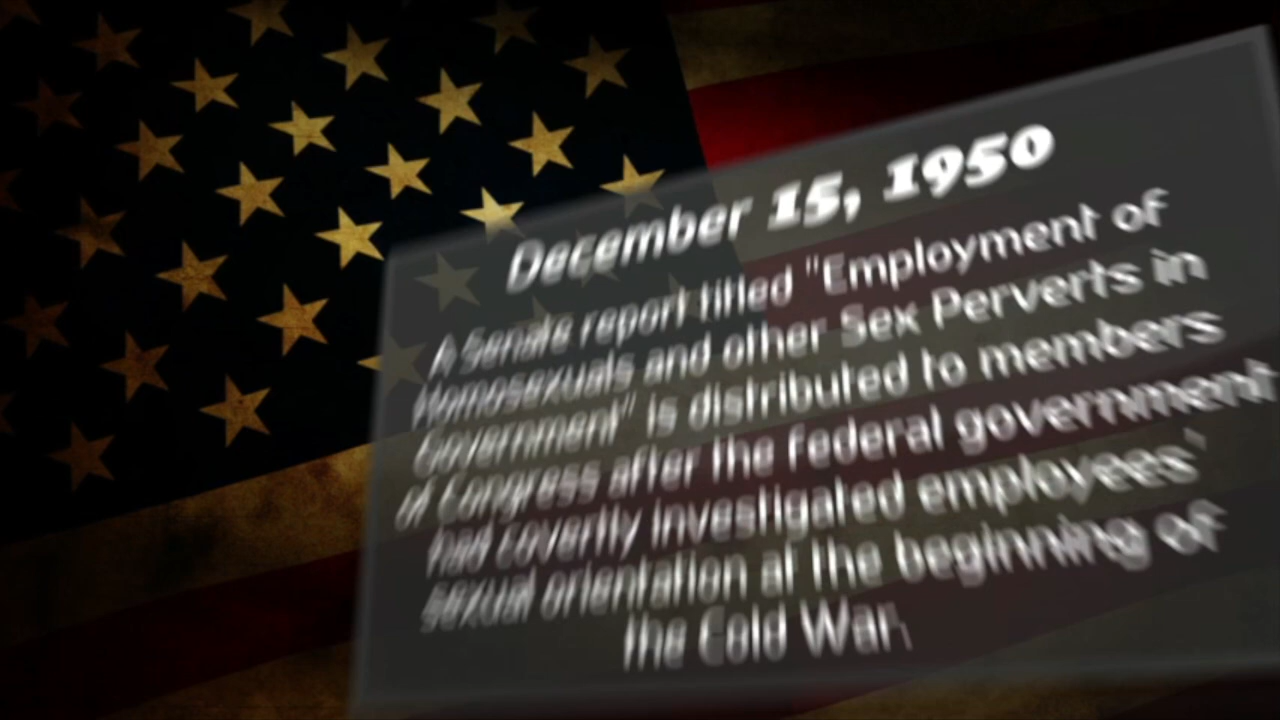 December 15, 1950
A Senate report titled "Employment of
Homosexuals and other Sex Perverts in
Government" is distributed to members
of Congress after the federal government
had covertly investigated employees'
sexual orientation at the beginning of
the Cold War.